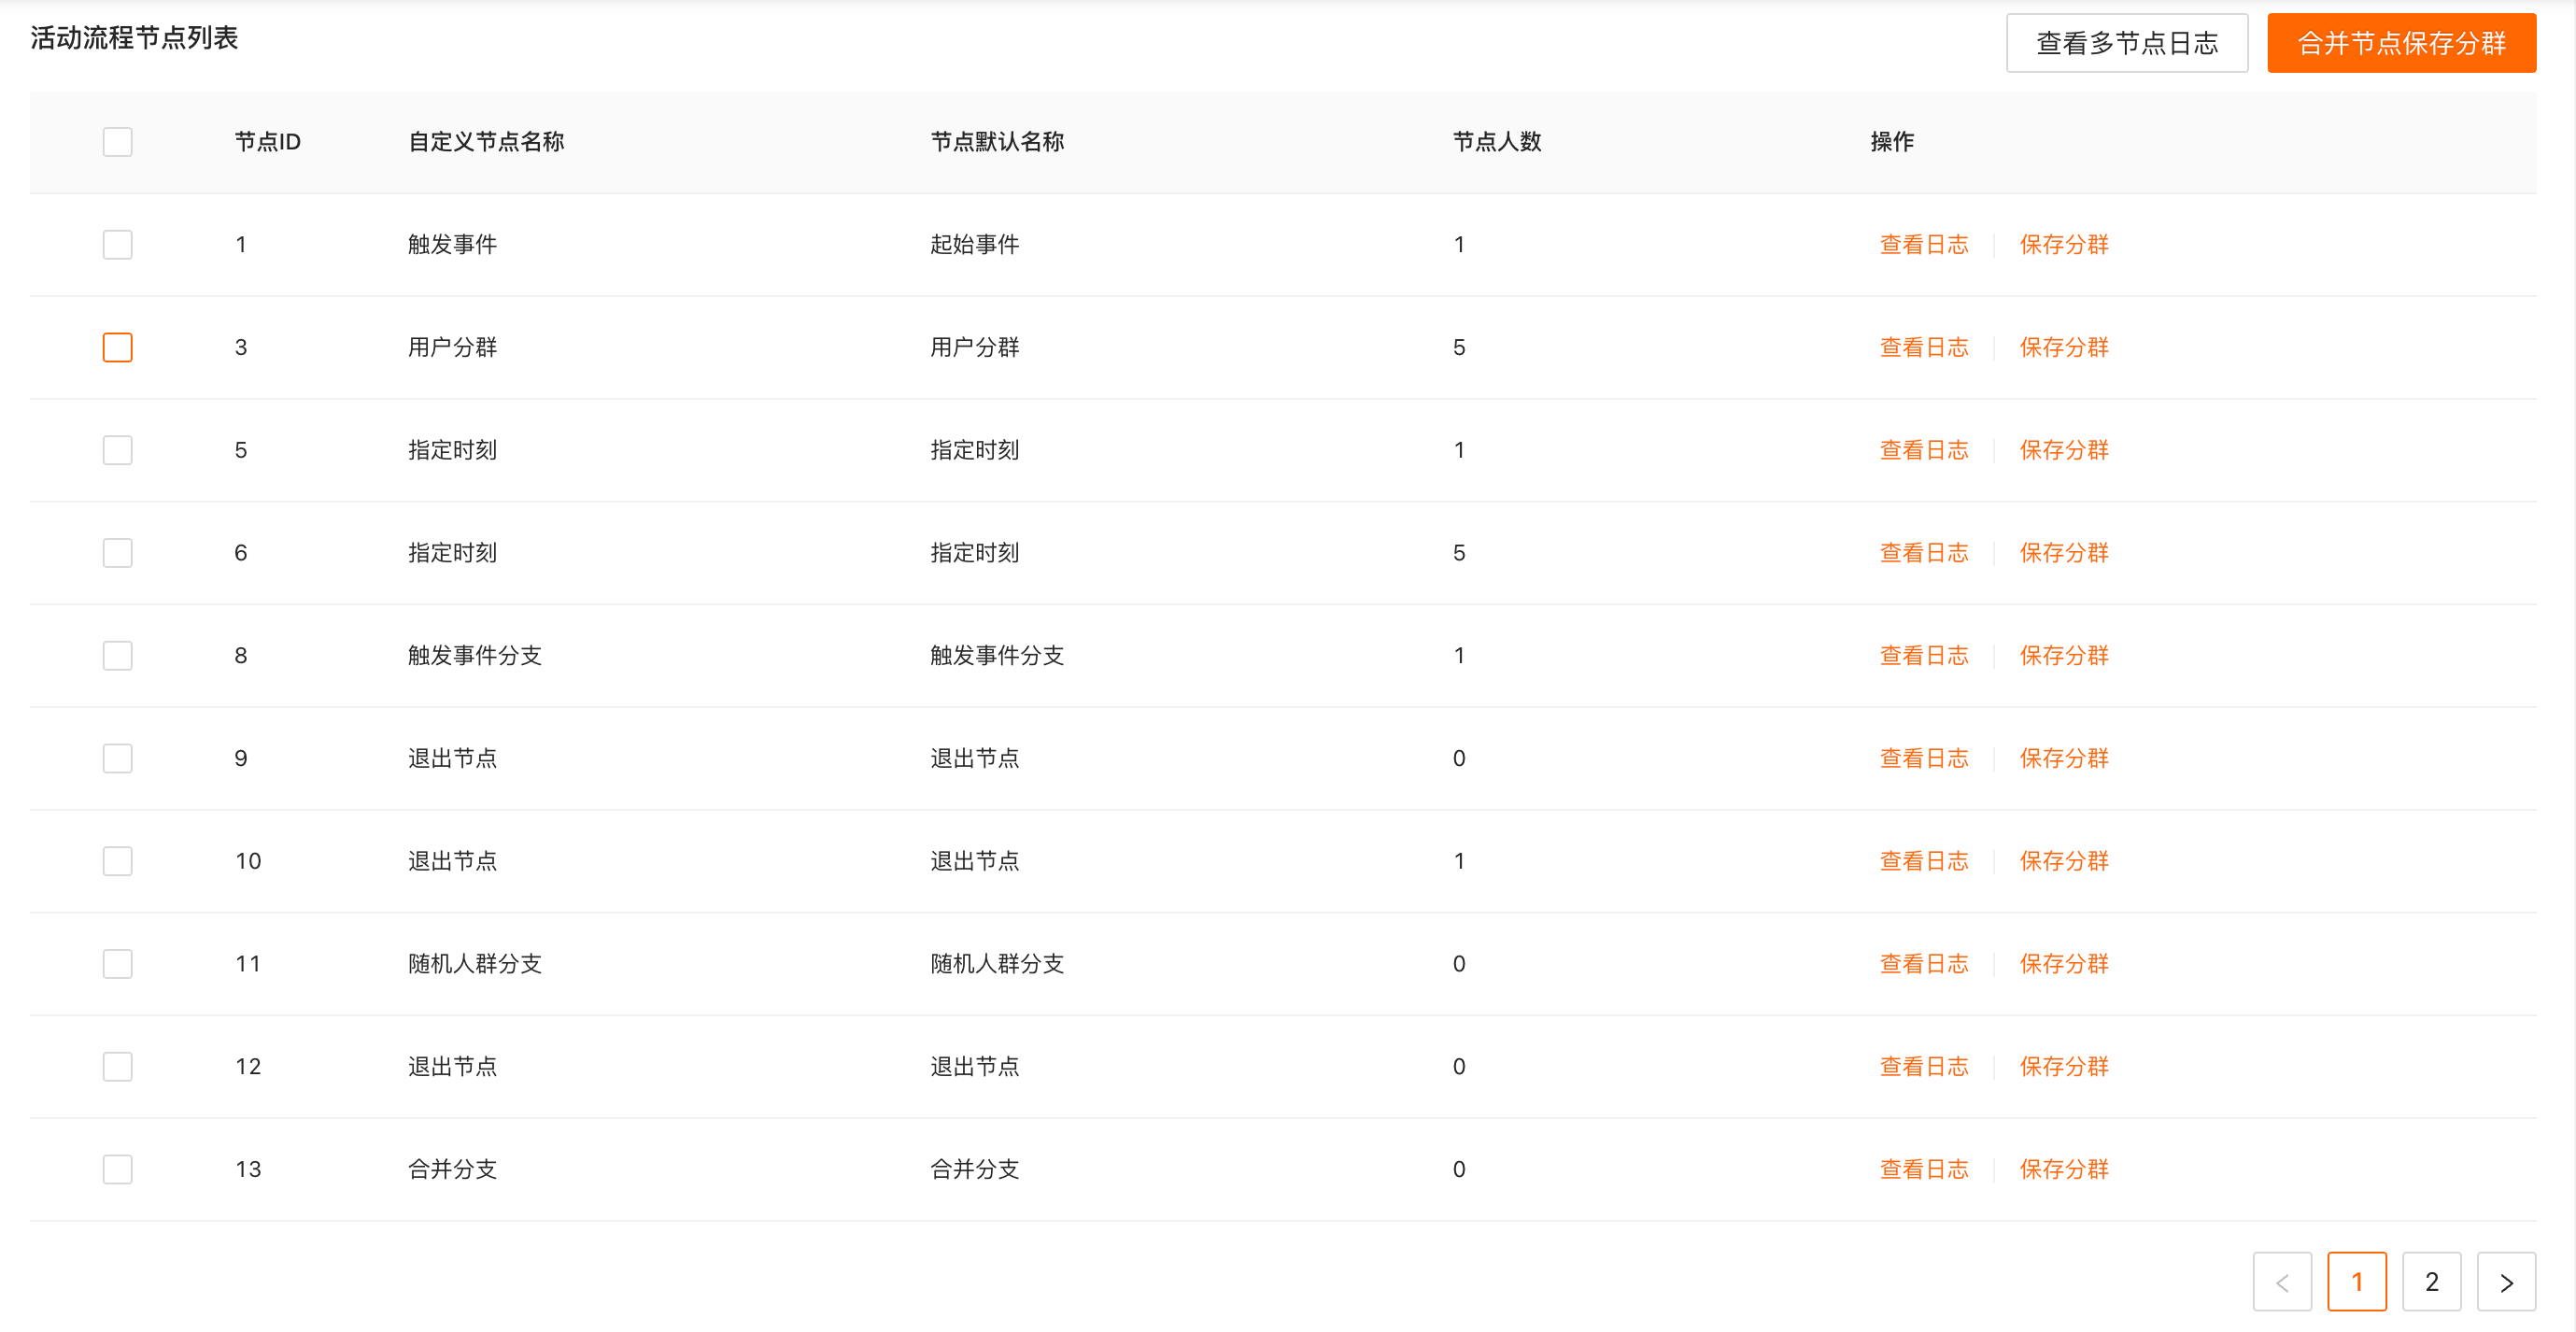 活动流程节点列表 查看多节点日志 合并节点保存分群
节点ID 自定义节点名称 节点默认名称 节点人数 操作
1 触发事件 起始事件 1 查看日志 保存分群
3 用户分群 用户分群 5 查看日志 保存分群
5 指定时刻 指定时刻 1 查看日志 保存分群
6 指定时刻 指定时刻 5 查看日志 保存分群
8 触发事件分支 触发事件分支 1 查看日志 保存分群
9 退出节点 退出节点 0 查看日志 保存分群
10 退出节点 退出节点 1 查看日志 保存分群
11 随机人群分支 随机人群分支 0 查看日志 保存分群
12 退出节点 退出节点 0 查看日志 保存分群
13 合并分支 合并分支 0 查看日志 保存分群
< 1 2 >